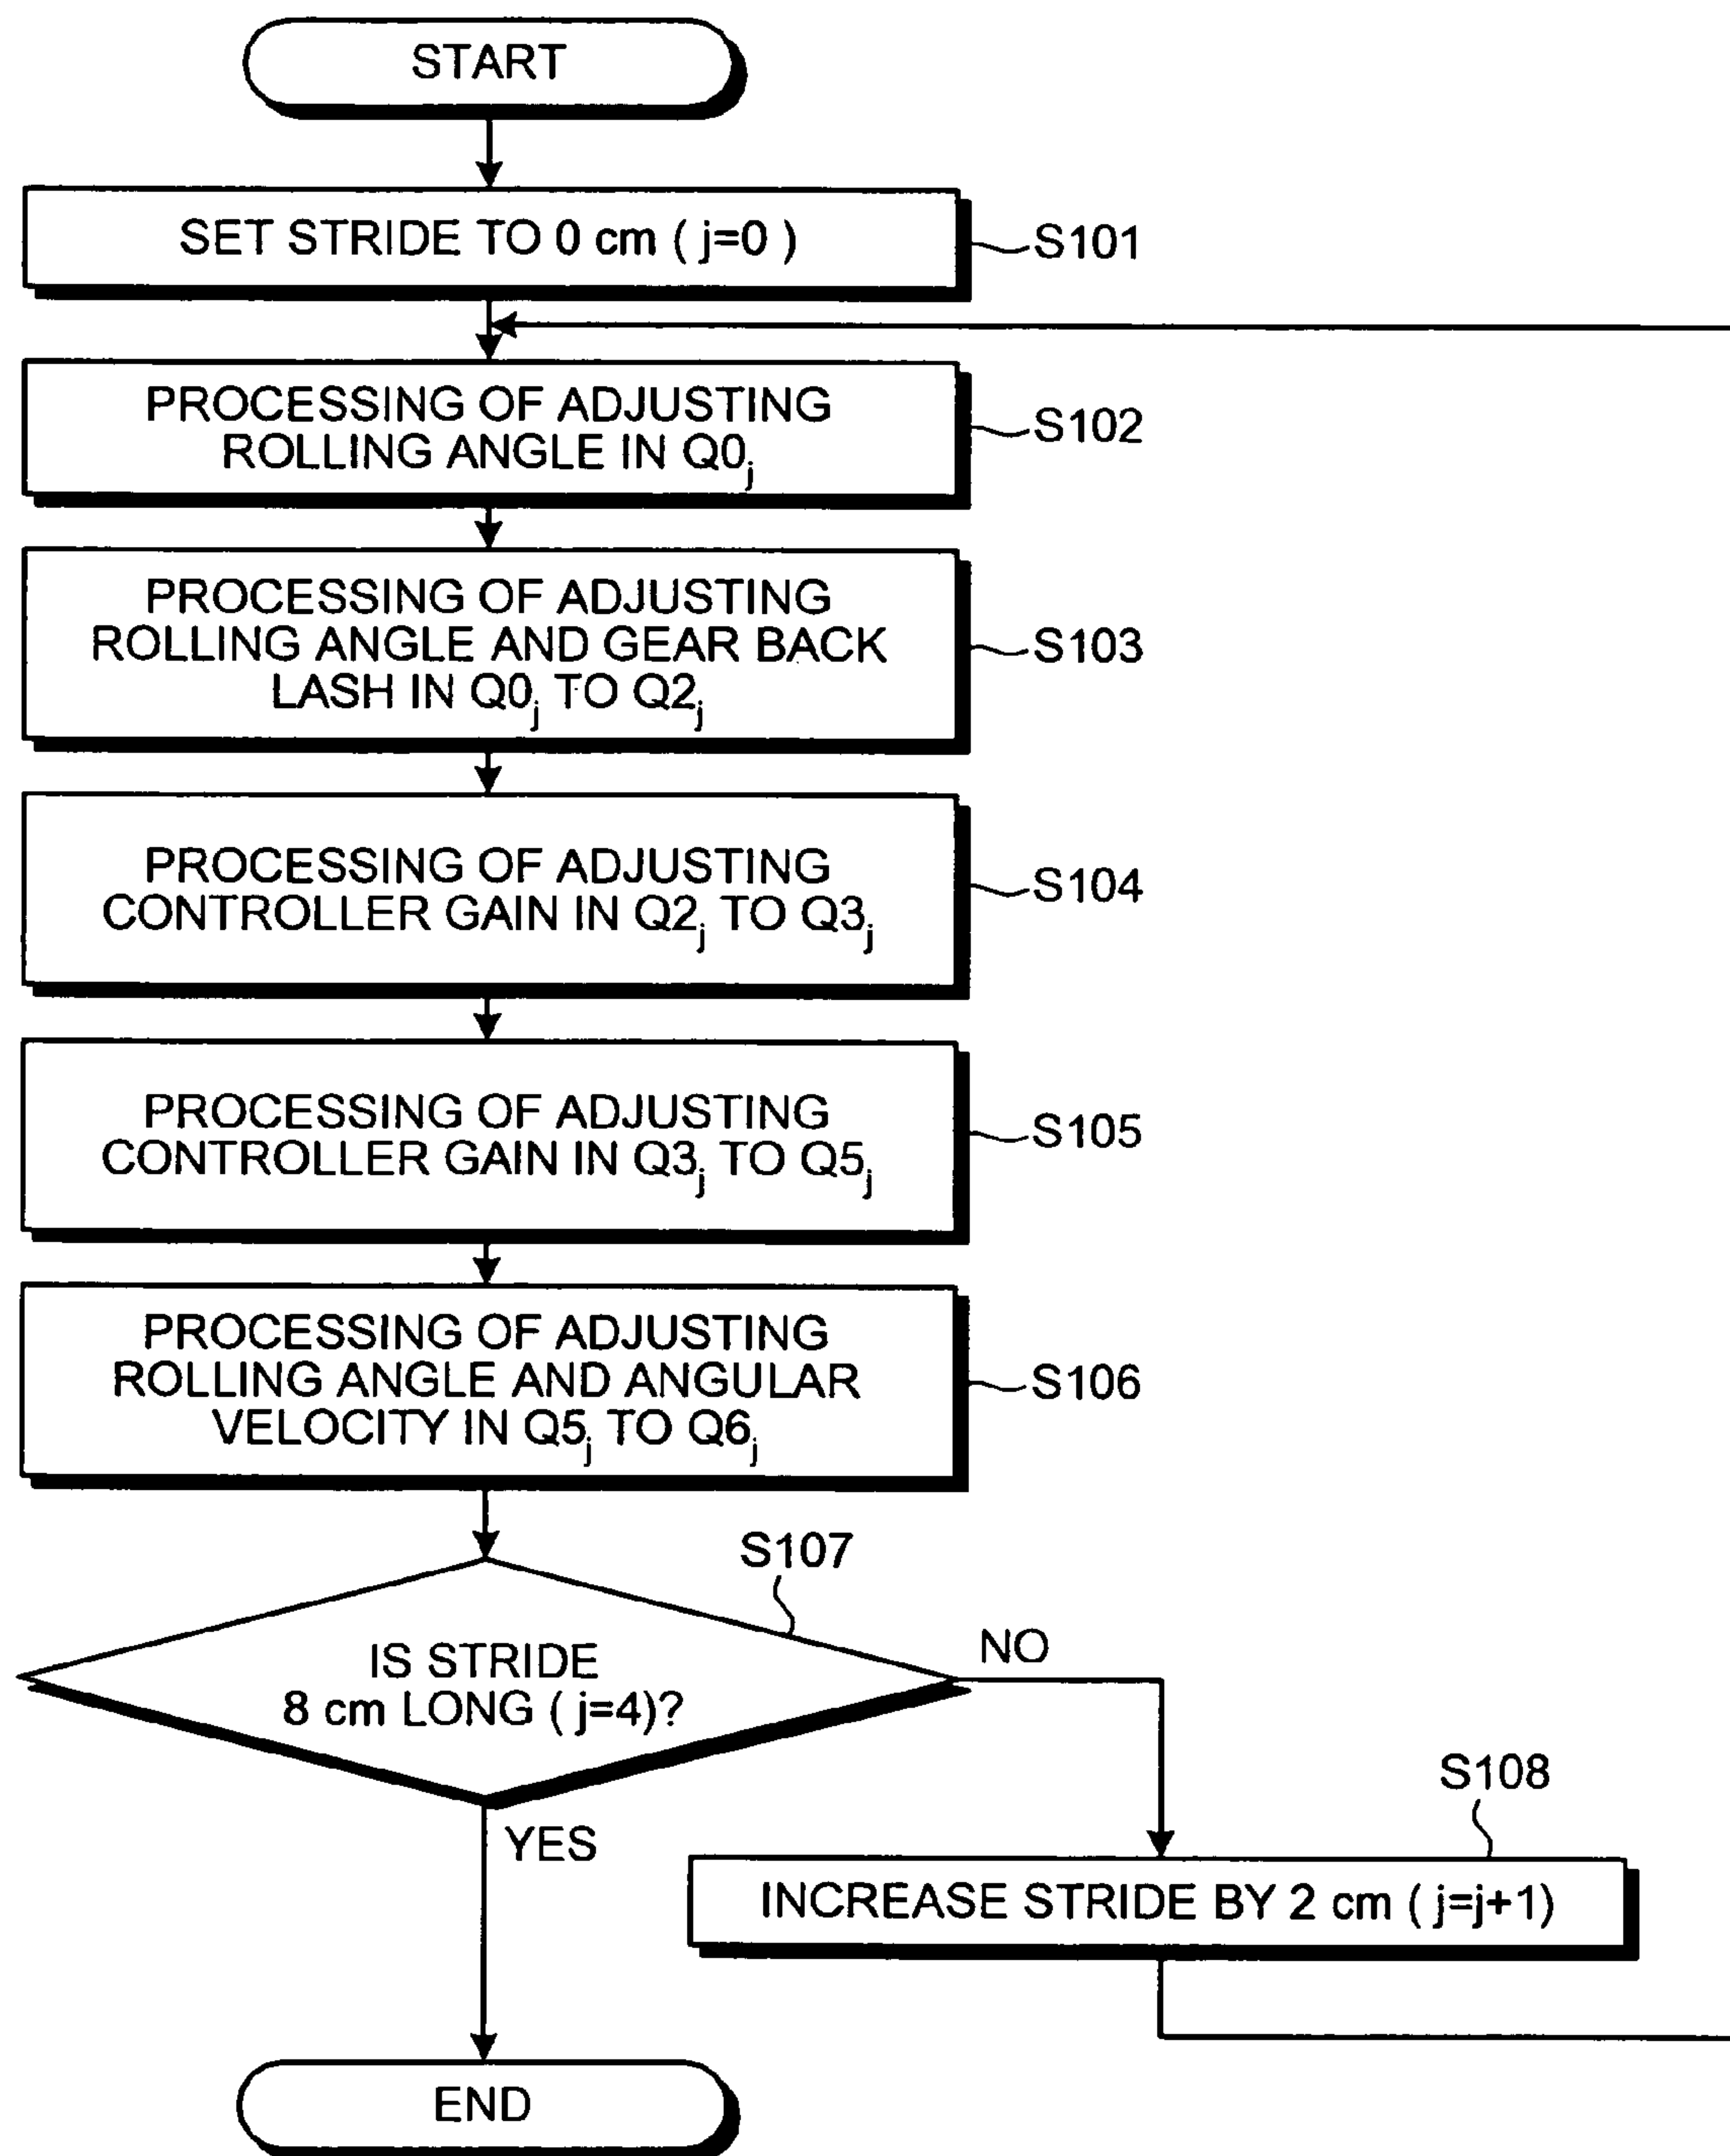 START
SET STRIDE TO 0 cm ( j=0 )
S101
PROCESSING OF ADJUSTING
ROLLING ANGLE IN Q0j
S102
PROCESSING OF ADJUSTING
ROLLING ANGLE AND GEAR BACK
LASH IN Q0j TO Q2j
S103
PROCESSING OF ADJUSTING
CONTROLLER GAIN IN Q2j TO Q3j
S104
PROCESSING OF ADJUSTING
CONTROLLER GAIN IN Q3j TO Q5j
S105
PROCESSING OF ADJUSTING
ROLLING ANGLE AND ANGULAR
VELOCITY IN Q5j TO Q6j
S106
S107
IS STRIDE
8 cm LONG ( j=4)?
NO
YES
S108
INCREASE STRIDE BY 2 cm ( j=j+1)
END